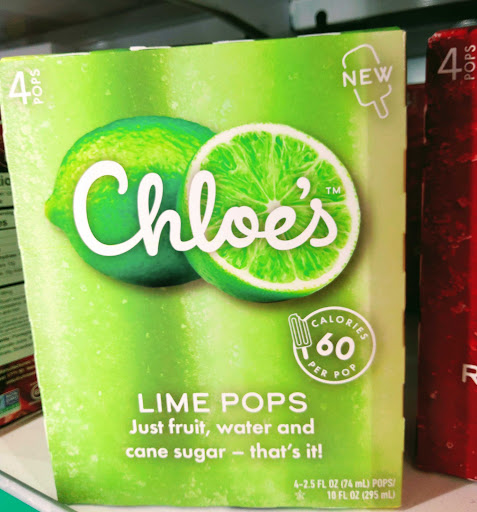 4 POPS
NEW
4 POPS
Chloe's™
CALORIES
60
PER POP
LIME POPS
Just fruit, water and
cane sugar – that's it!
4-2.5 FL OZ (74 mL) POPS/
10 FL OZ (295 mL)
R